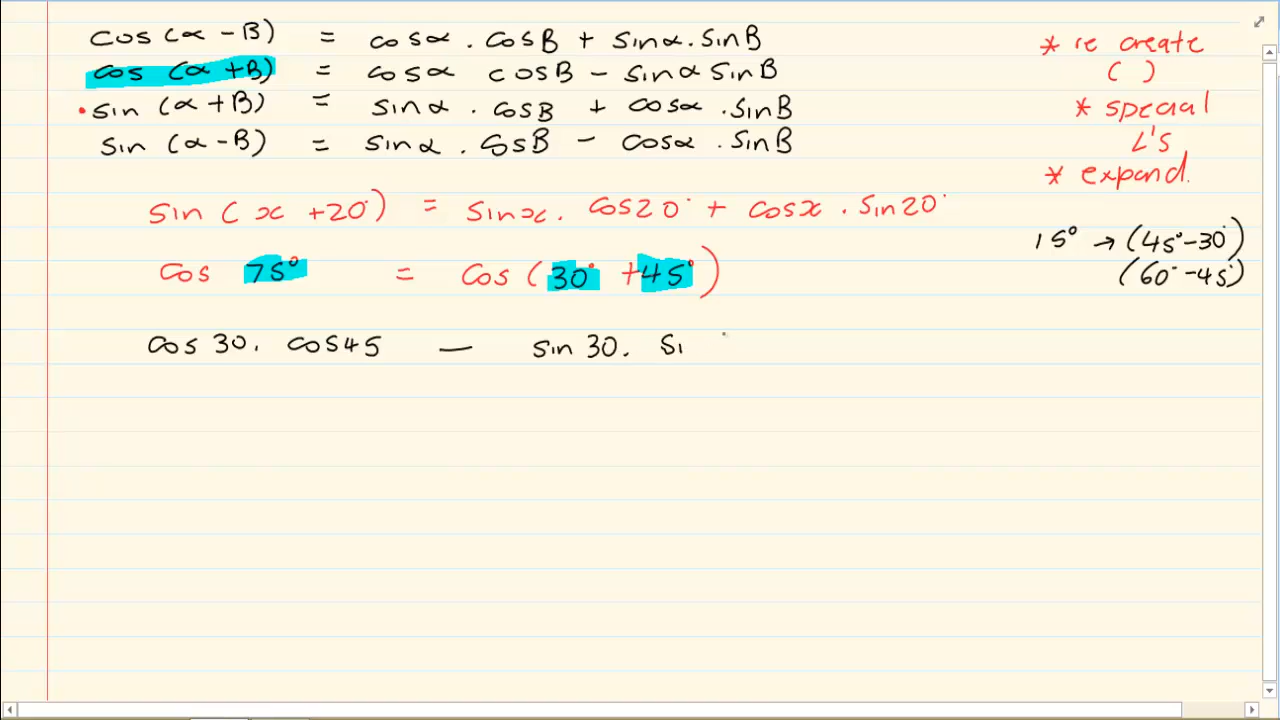 cos (α - B) = cosα . cosB + sinα. sinB
cos (α + B) = cosα cosB - sinα sinB
• sin (α + B) = sinα . cosB + cosα . sinB
sin (α - B) = sinα . cosB - cosα . sinB
* re create
( )
* special
∠'s
* expand.
sin ( x + 20°) = sinx. cos20° + cosx . sin20°
15° → (45° - 30°)
(60° - 45°)
cos 75° = cos ( 30° + 45° )
cos 30. cos45 — sin 30. si